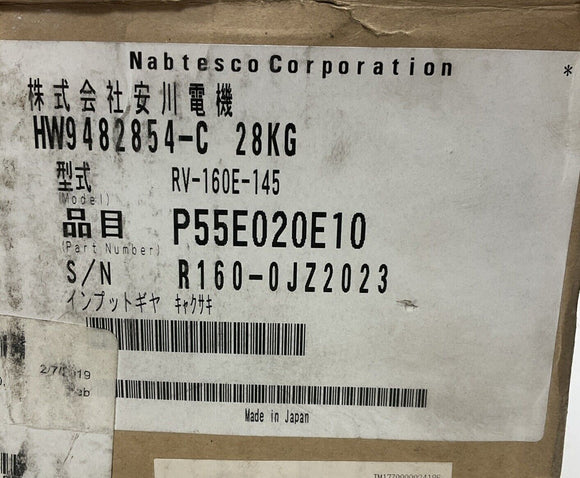 Nabtesco Corporation
*
株式会社安川電機
HW9482854-C 28KG
型式 RV-160E-145
(Model)
品目 P55E020E10
(Part Number)
S/N R160-0JZ2023
インプットギヤ キャクサキ
Made in Japan